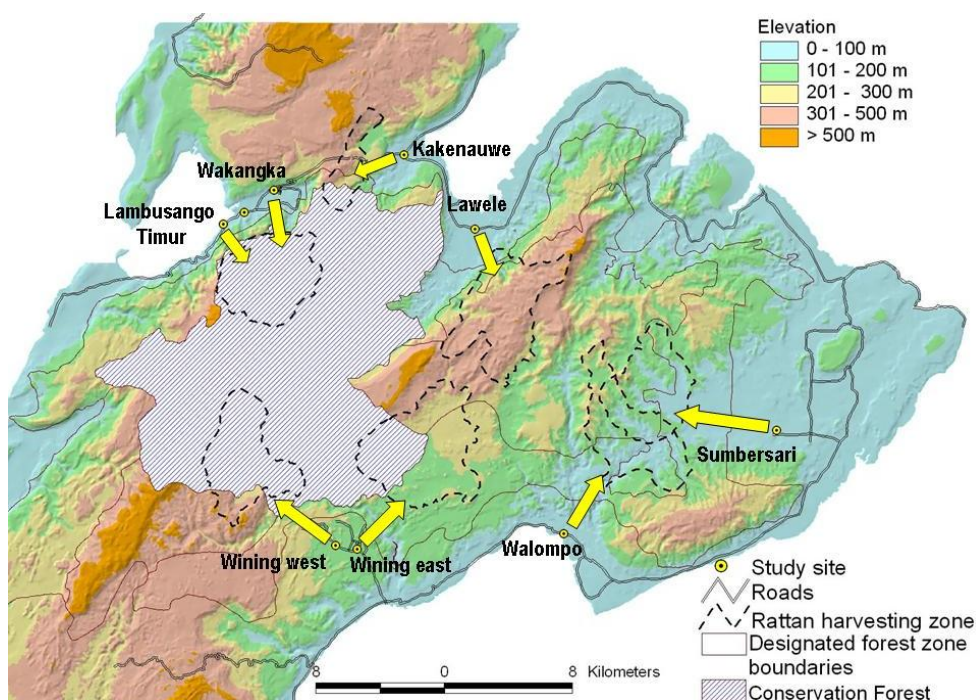 Elevation
0 - 100 m
101 - 200 m
201 - 300 m
301 - 500 m
> 500 m
Kakenauwe
Wakangka
Lambusango
Timur
Lawele
Sumbersari
Walompo
Wining west
Wining east
Study site
Roads
Rattan harvesting zone
Designated forest zone
boundaries
Conservation Forest
8 0 8 Kilometers